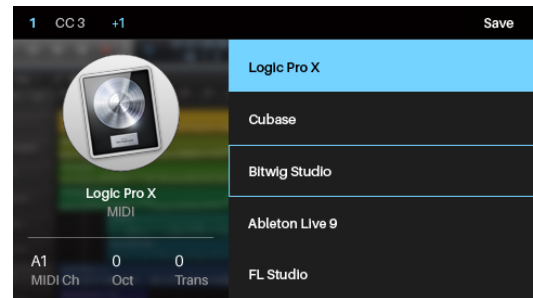 1 CC 3 +1 Save
Logic Pro X
Cubase
Bitwig Studio
Ableton Live 9
FL Studio
Logic Pro X
MIDI
A1 0 0
MIDI Ch Oct Trans